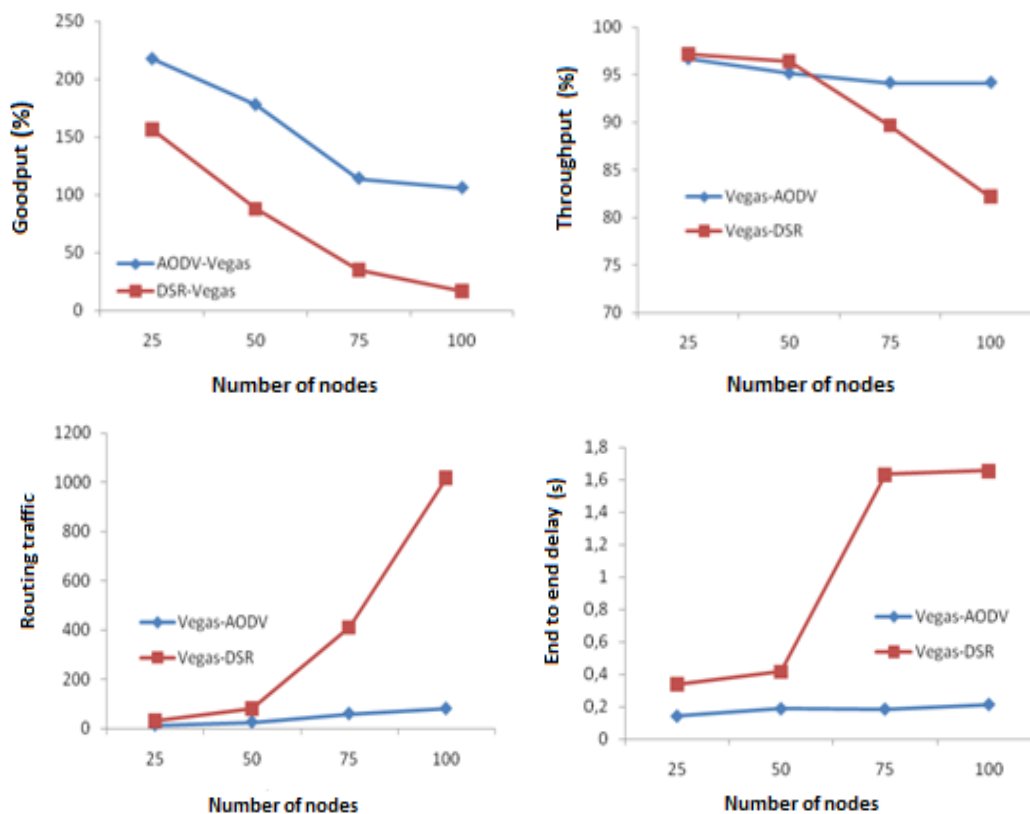 Goodput (%)
250
200
150
100
50
0
AODV-Vegas
DSR-Vegas
25 50 75 100
Number of nodes
Throughput (%)
100
95
90
85
80
75
70
Vegas-AODV
Vegas-DSR
25 50 75 100
Number of nodes
Routing traffic
1200
1000
800
600
400
200
0
Vegas-AODV
Vegas-DSR
25 50 75 100
Number of nodes
End to end delay (s)
1,8
1,6
1,4
1,2
1
0,8
0,6
0,4
0,2
0
Vegas-AODV
Vegas-DSR
25 50 75 100
Number of nodes